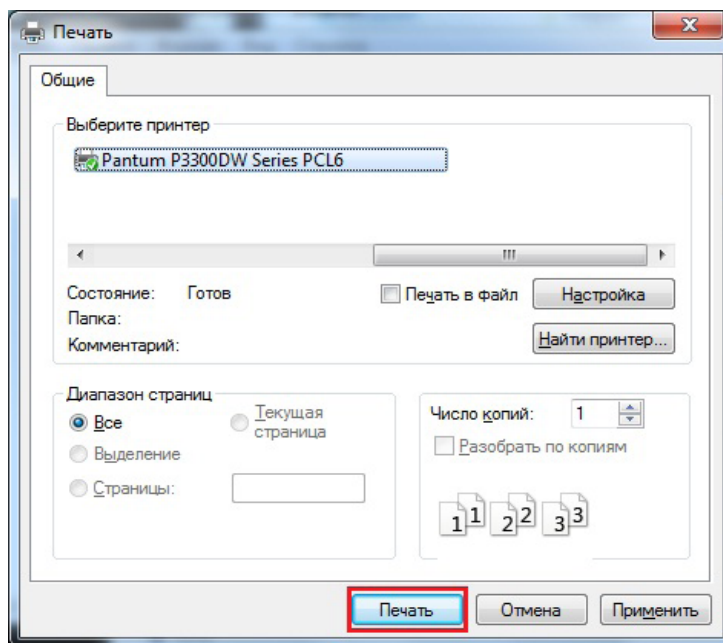 Печать
Общие
Выберите принтер
Pantum P3300DW Series PCL6
Состояние: Готов
Печать в файл
Настройка
Папка:
Комментарий:
Найти принтер...
Диапазон страниц
Все
Текущая
страница
Выделение
Страницы:
Число копий: 1
Разобрать по копиям
1 1 2 2 3 3
Печать
Отмена
Применить